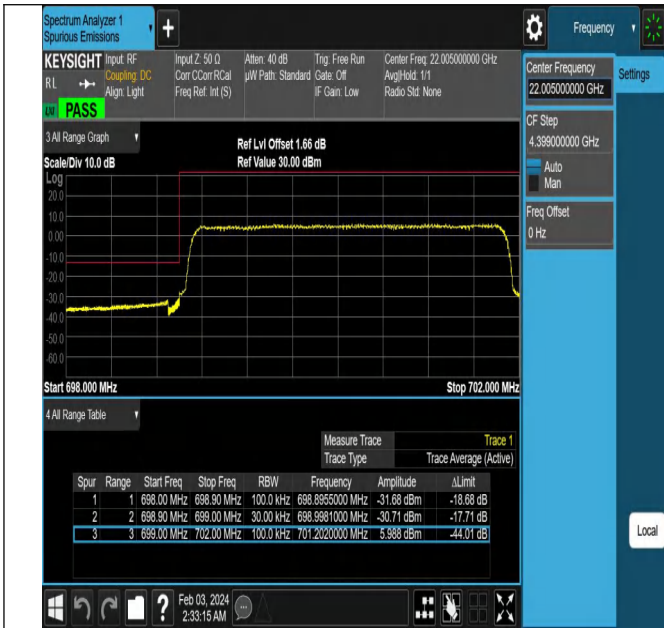 Spectrum Analyzer 1
Spurious Emissions
Frequency
KEYSIGHT Input: RF Input Z: 50 Ω Atten: 40 dB Trig: Free Run Center Freq: 22.005000000 GHz
RL Coupling: DC Corr CCorr RCal µW Path: Standard Gate: Off Avg|Hold: 1/1
Align: Light Freq Ref: Int (S) IF Gain: Low Radio Std: None
PASS
Center Frequency
22.005000000 GHz
Settings
CF Step
4.399000000 GHz
Auto
Man
Freq Offset
0 Hz
3 All Range Graph
Ref Lvl Offset 1.66 dB
Scale/Div 10.0 dB Ref Value 30.00 dBm
Log
20.0
10.0
0.00
-10.0
-20.0
-30.0
-40.0
-50.0
-60.0
Start 698.000 MHz Stop 702.000 MHz
4 All Range Table
Measure Trace Trace 1
Trace Type Trace Average (Active)
Spur Range Start Freq Stop Freq RBW Frequency Amplitude ΔLimit
1 1 698.00 MHz 698.90 MHz 100.0 kHz 698.8955000 MHz -31.68 dBm -18.68 dB
2 2 698.90 MHz 699.00 MHz 30.00 kHz 698.9981000 MHz -30.71 dBm -17.71 dB
3 3 699.00 MHz 702.00 MHz 100.0 kHz 701.2020000 MHz 5.988 dBm -44.01 dB
Local
? Feb 03, 2024
2:33:15 AM